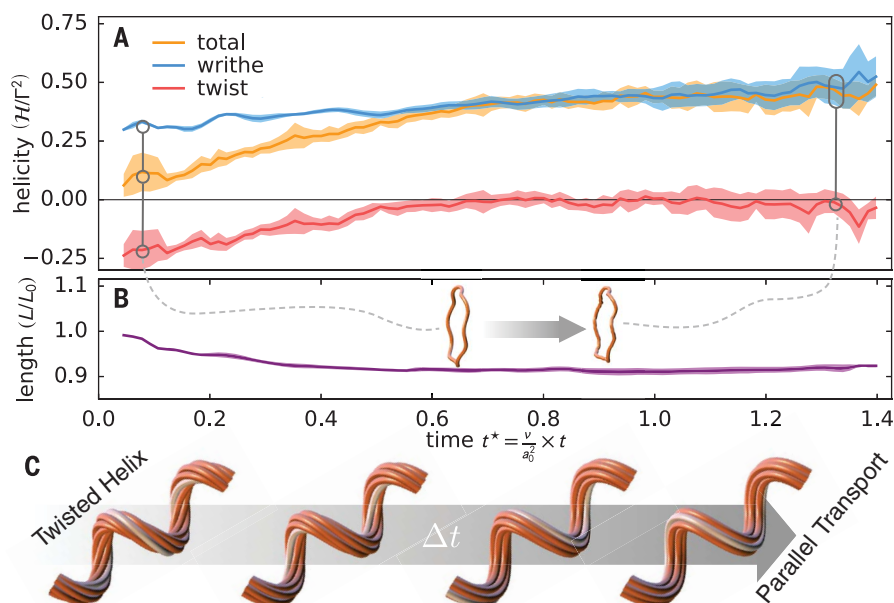 A
total
writhe
twist
helicity (ℋ/Γ²)
0.75
0.50
0.25
0.00
−0.25
B
length (L/L₀)
1.1
1.0
0.9
0.0 0.2 0.4 0.6 0.8 1.0 1.2 1.4
time t* = ν/a₀² × t
C
Twisted Helix
Δt
Parallel Transport